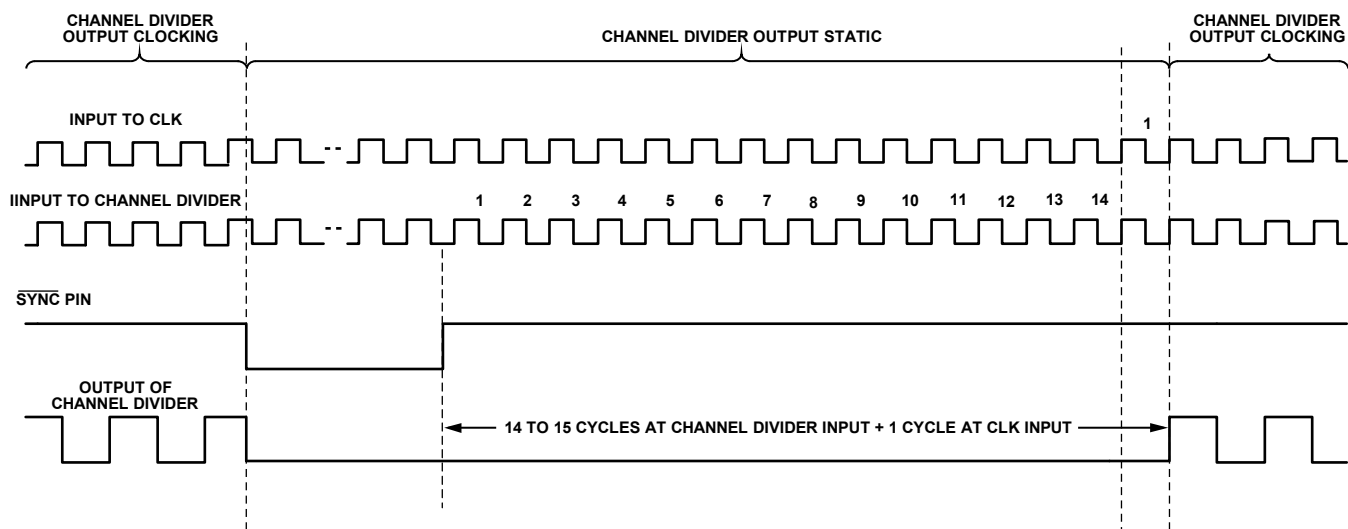 CHANNEL DIVIDER
OUTPUT CLOCKING
CHANNEL DIVIDER OUTPUT STATIC
CHANNEL DIVIDER
OUTPUT CLOCKING
INPUT TO CLK
1
IINPUT TO CHANNEL DIVIDER
1 2 3 4 5 6 7 8 9 10 11 12 13 14
SYNC PIN
OUTPUT OF
CHANNEL DIVIDER
14 TO 15 CYCLES AT CHANNEL DIVIDER INPUT + 1 CYCLE AT CLK INPUT